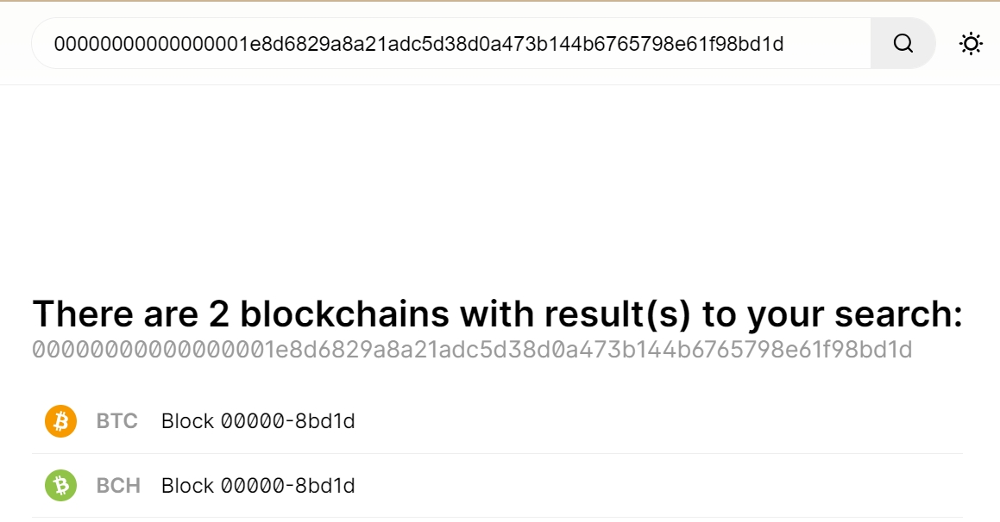 00000000000000001e8d6829a8a21adc5d38d0a473b144b6765798e61f98bd1d
There are 2 blockchains with result(s) to your search:
00000000000000001e8d6829a8a21adc5d38d0a473b144b6765798e61f98bd1d
BTC Block 00000-8bd1d
BCH Block 00000-8bd1d